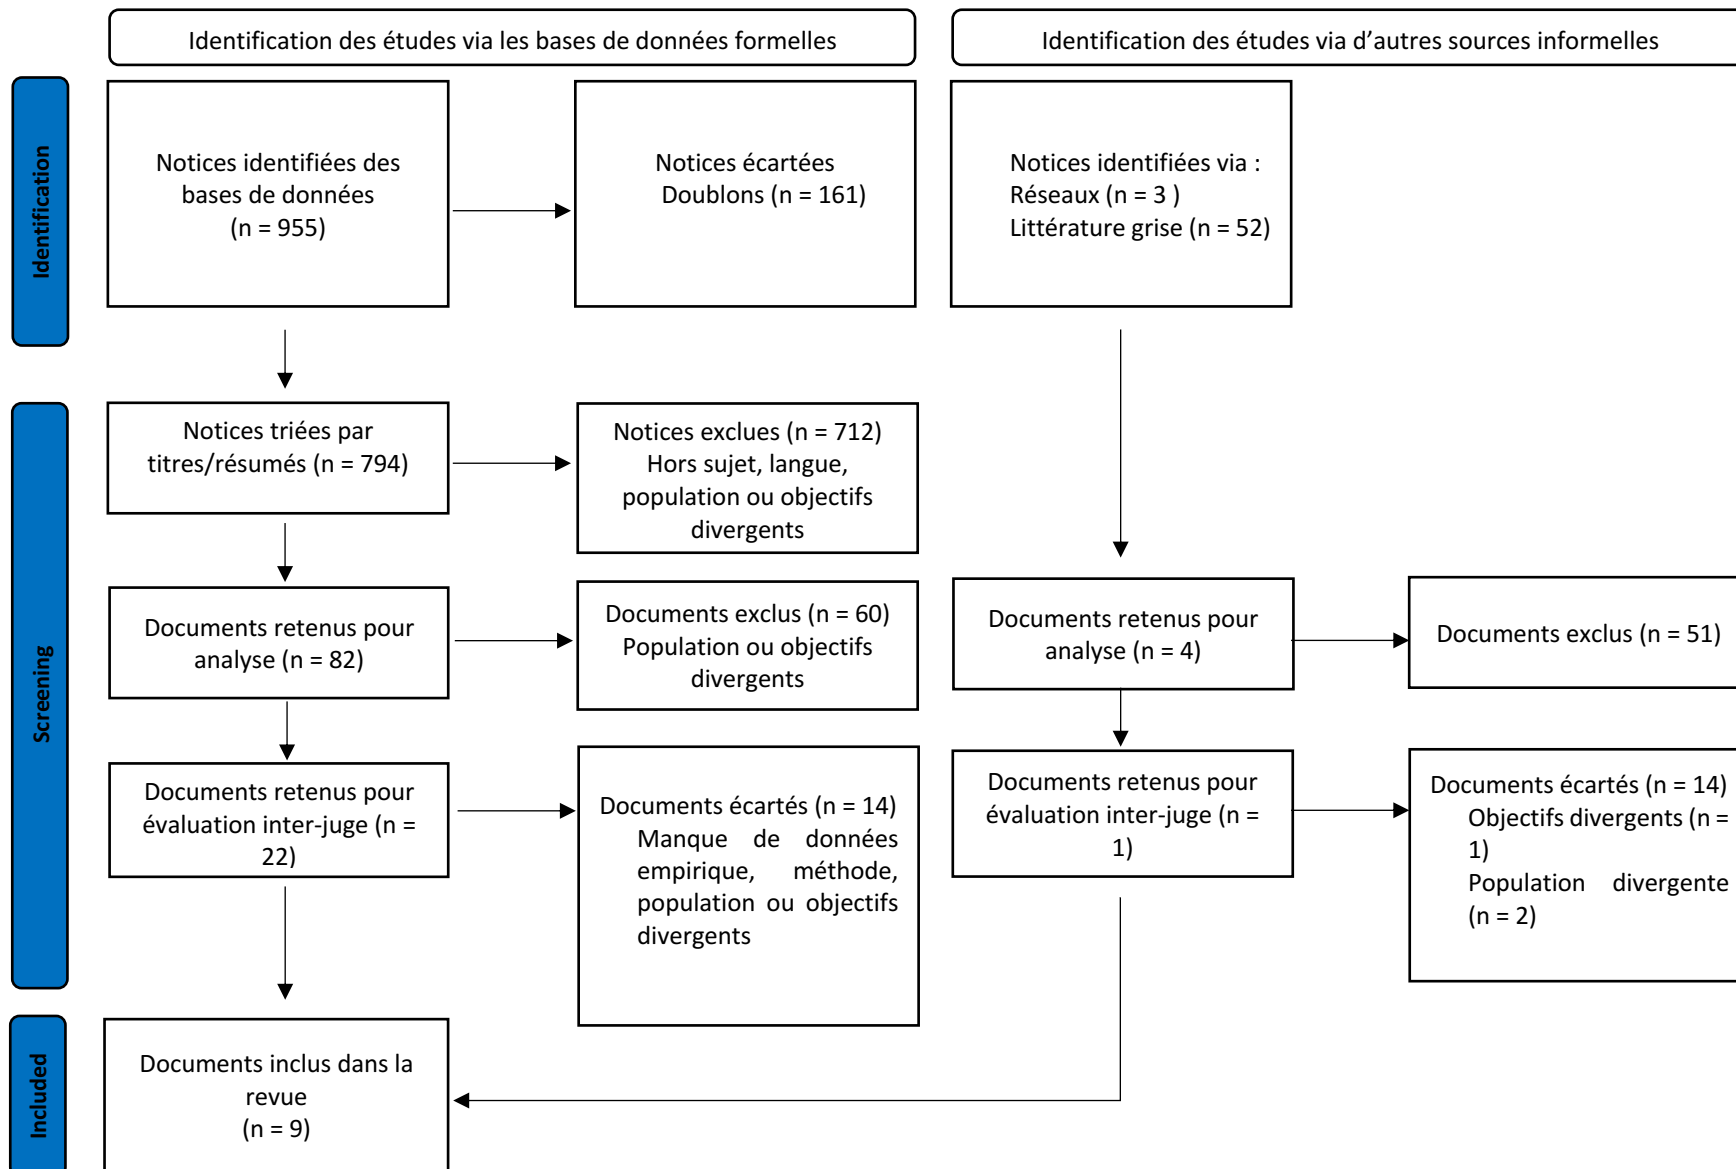 Identification des études via les bases de données formelles
Identification des études via d’autres sources informelles
Identification
Notices identifiées des
bases de données
(n = 955)
Notices écartées
Doublons (n = 161)
Notices identifiées via :
Réseaux (n = 3 )
Littérature grise (n = 52)
Screening
Notices triées par
titres/résumés (n = 794)
Notices exclues (n = 712)
Hors sujet, langue,
population ou objectifs
divergents
Documents retenus pour
analyse (n = 82)
Documents exclus (n = 60)
Population ou objectifs
divergents
Documents retenus pour
analyse (n = 4)
Documents exclus (n = 51)
Documents retenus pour
évaluation inter-juge (n =
22)
Documents écartés (n = 14)
Manque de données
empirique, méthode,
population ou objectifs
divergents
Documents retenus pour
évaluation inter-juge (n =
1)
Documents écartés (n = 14)
Objectifs divergents (n =
1)
Population divergente
(n = 2)
Included
Documents inclus dans la
revue
(n = 9)